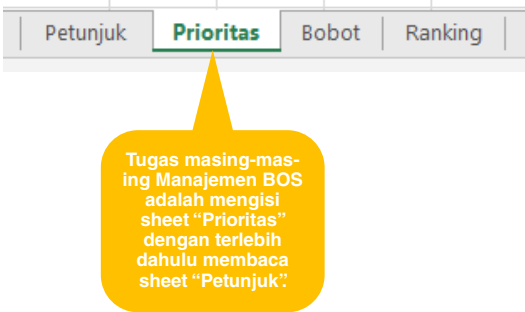 Petunjuk Prioritas Bobot Ranking
Tugas masing-mas-
ing Manajemen BOS
adalah mengisi
sheet “Prioritas”
dengan terlebih
dahulu membaca
sheet “Petunjuk”.